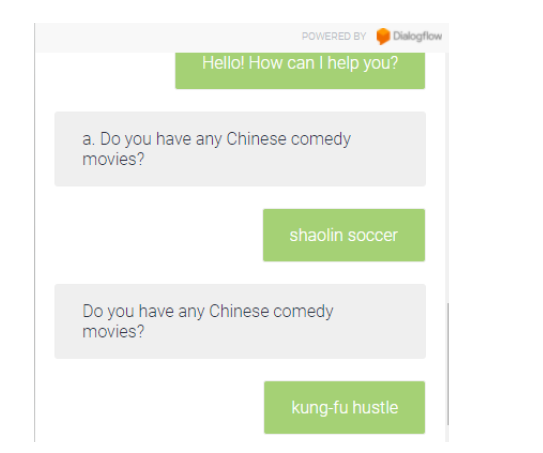 POWERED BY Dialogflow
Hello! How can I help you?
a. Do you have any Chinese comedy
movies?
shaolin soccer
Do you have any Chinese comedy
movies?
kung-fu hustle